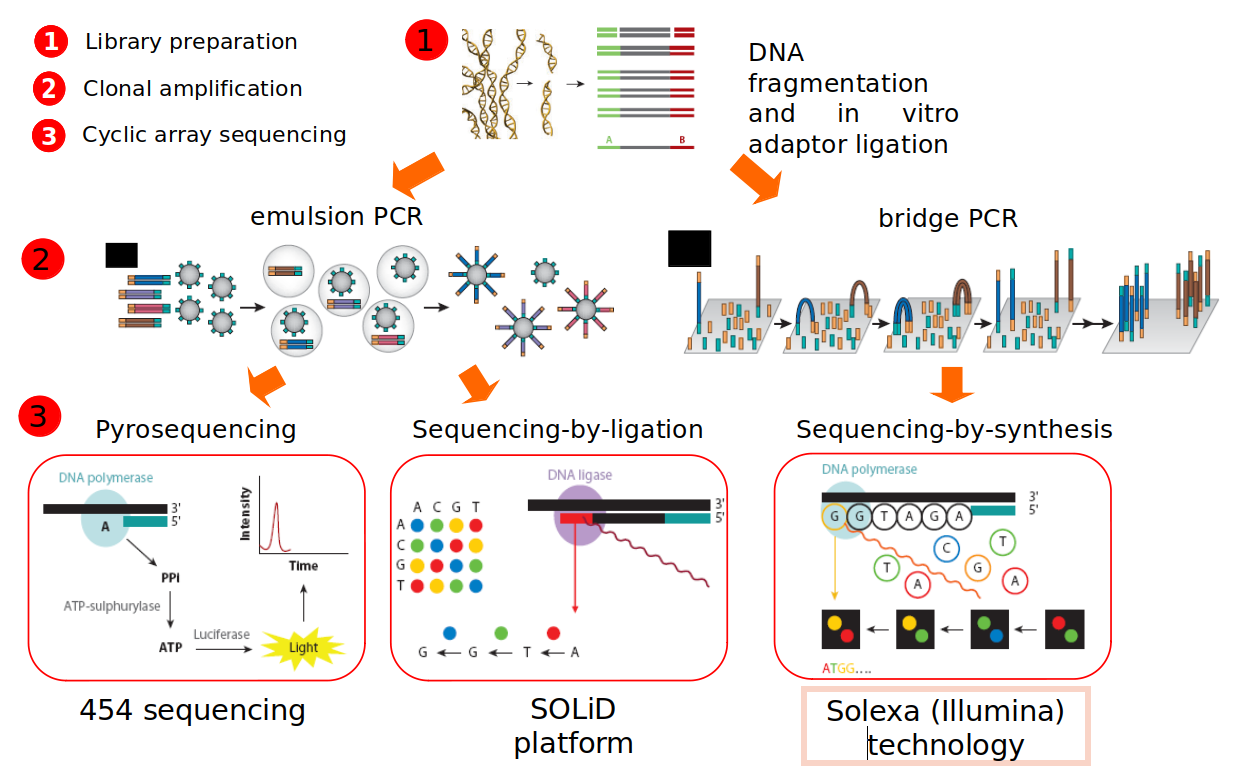 1 Library preparation
2 Clonal amplification
3 Cyclic array sequencing
1
A B
DNA
fragmentation
and in vitro
adaptor ligation
emulsion PCR
bridge PCR
2
3
Pyrosequencing
DNA polymerase
3'
5'
A
PPi
ATP-sulphurylase
ATP
Luciferase
Light
Intensity
Time
454 sequencing
Sequencing-by-ligation
DNA ligase
3'
5'
A C G T
A
C
G
T
G G T A
SOLiD
platform
Sequencing-by-synthesis
DNA polymerase
3'
5'
G G T A G A
C T
T G
A A
ATGG....
Solexa (Illumina)
technology